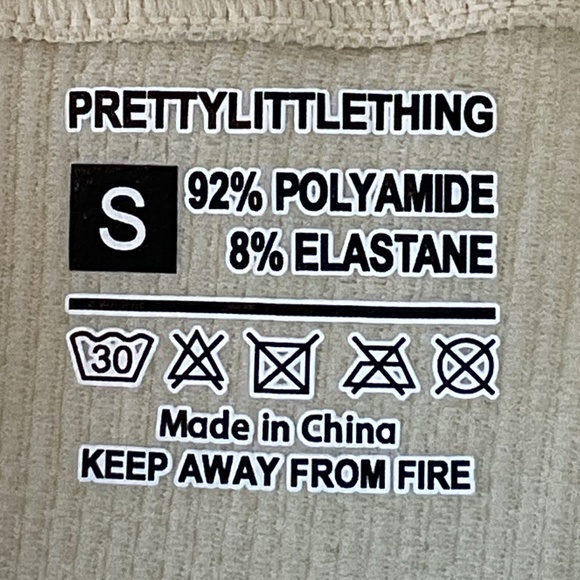 PRETTYLITTLETHING
S
92% POLYAMIDE
8% ELASTANE
30
Made in China
KEEP AWAY FROM FIRE